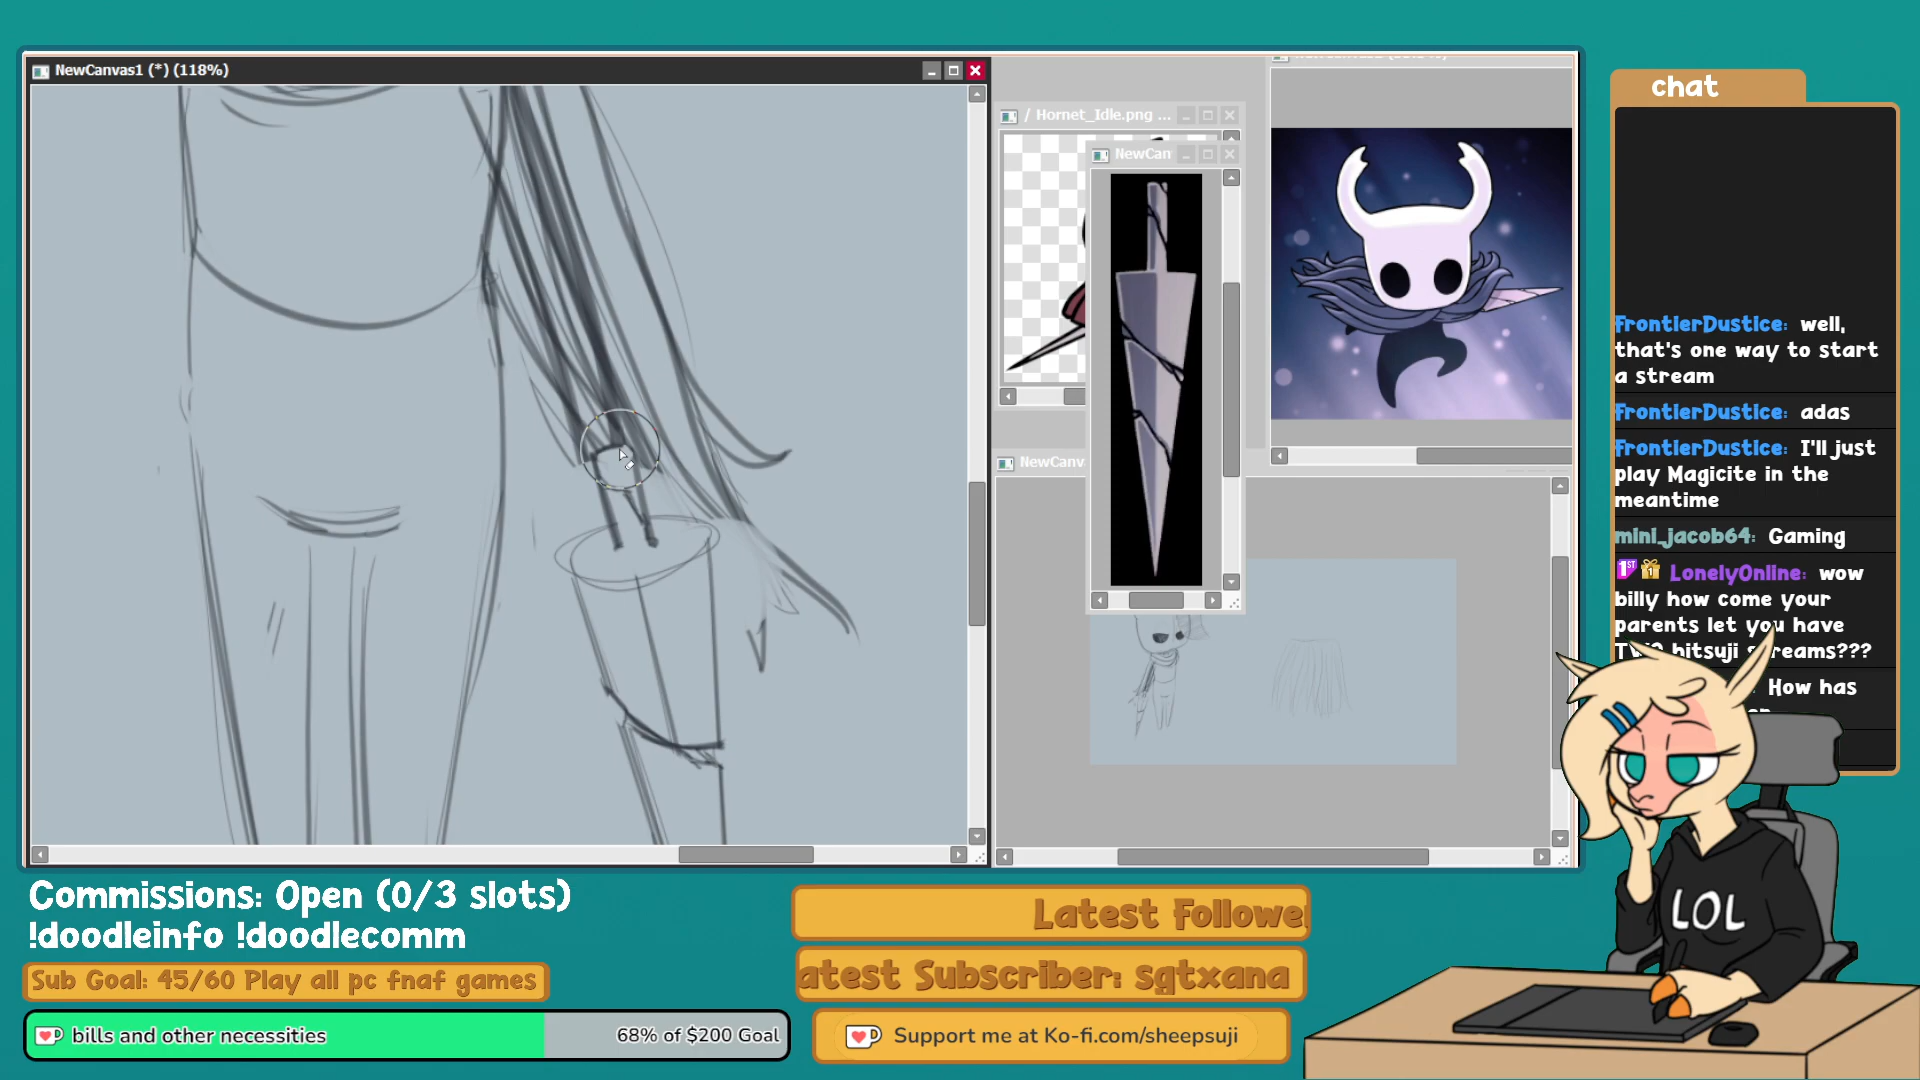 NewCanvas1 (*) (118%)
/ Hornet_Idle.png ...
NewCan
NewCanv
chat
FrontierDustice: well,
that's one way to start
a stream
FrontierDustice: adas
FrontierDustice: I'll just
play Magicite in the
meantime
mini_jacob64: Gaming
1ST 1 LonelyOnline: wow
billy how come your
parents let you have
hitsuji
How has
LOL
Commissions: Open (0/3 slots)
!doodleinfo !doodlecomm
Sub Goal: 45/60 Play all pc fnaf games
bills and other necessities 68% of $200 Goal
Latest Followe
atest Subscriber: sgtxana
Support me at Ko-fi.com/sheepsuji